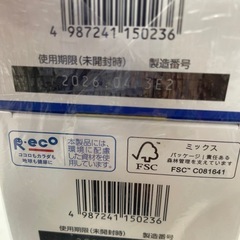 4 987241 150236
使用期限(未開封時) 製造番号
2026.04
R・eco
ココロもカラダも
地球も健康に
本製品には、
環境に配慮
した資材を使
用しています。
FSC
ミックス
パッケージ|責任ある
森林管理を支えています
FSC™ C081641
4 987241 150236
使用期限(未開封時) 製造番号